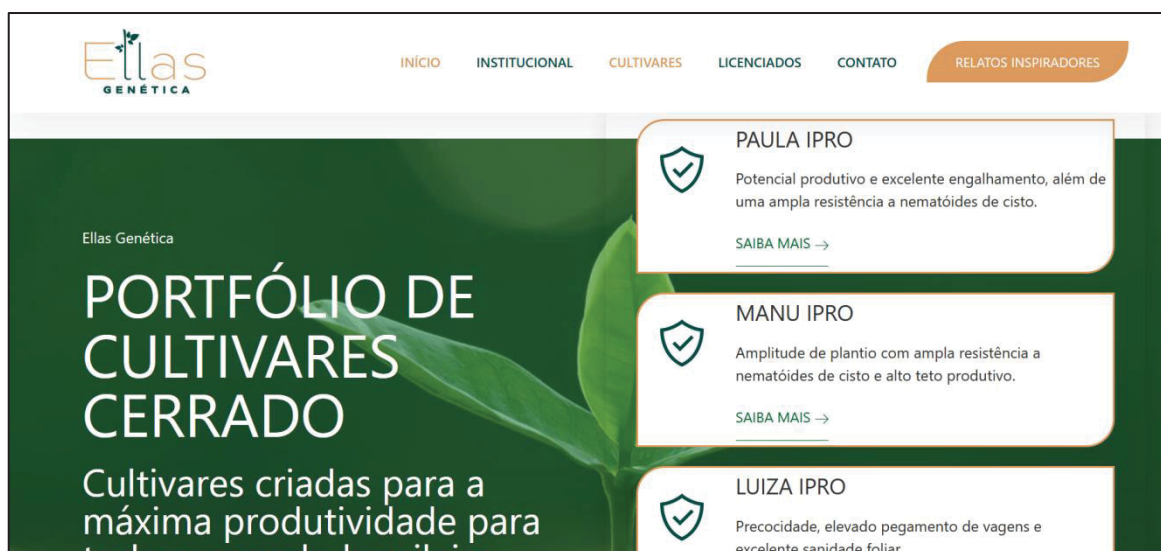 Ellas
GENÉTICA
INÍCIO INSTITUCIONAL CULTIVARES LICENCIADOS CONTATO RELATOS INSPIRADORES
Ellas Genética
PORTFÓLIO DE
CULTIVARES
CERRADO
Cultivares criadas para a
máxima produtividade para
PAULA IPRO
Potencial produtivo e excelente engalhamento, além de
uma ampla resistência a nematóides de cisto.
SAIBA MAIS →
MANU IPRO
Amplitude de plantio com ampla resistência a
nematóides de cisto e alto teto produtivo.
SAIBA MAIS →
LUIZA IPRO
Precocidade, elevado pegamento de vagens e
excelente sanidade foliar